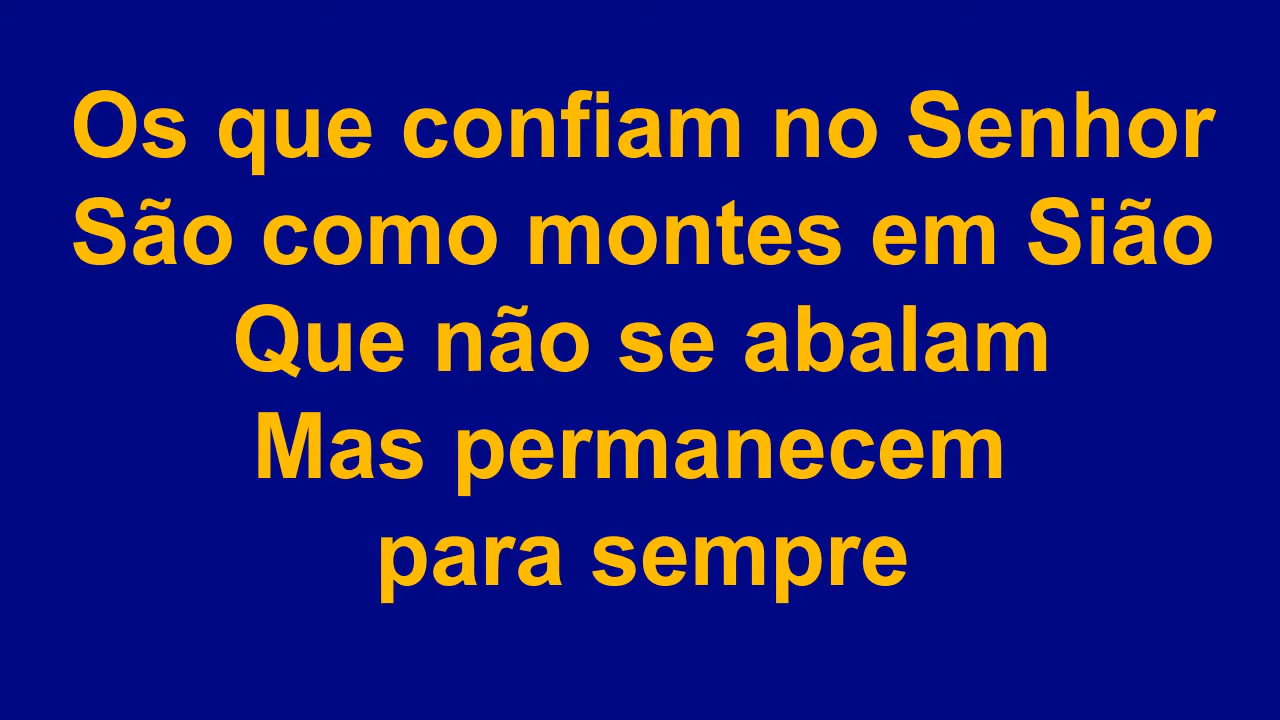 Os que confiam no Senhor
São como montes em Sião
Que não se abalam
Mas permanecem
para sempre